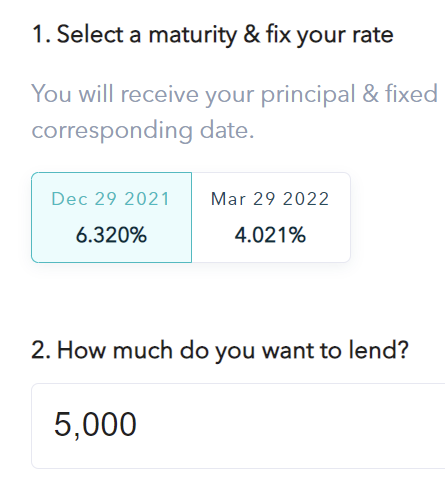 1. Select a maturity & fix your rate
You will receive your principal & fixed
corresponding date.
Dec 29 2021
6.320%
Mar 29 2022
4.021%
2. How much do you want to lend?
5,000